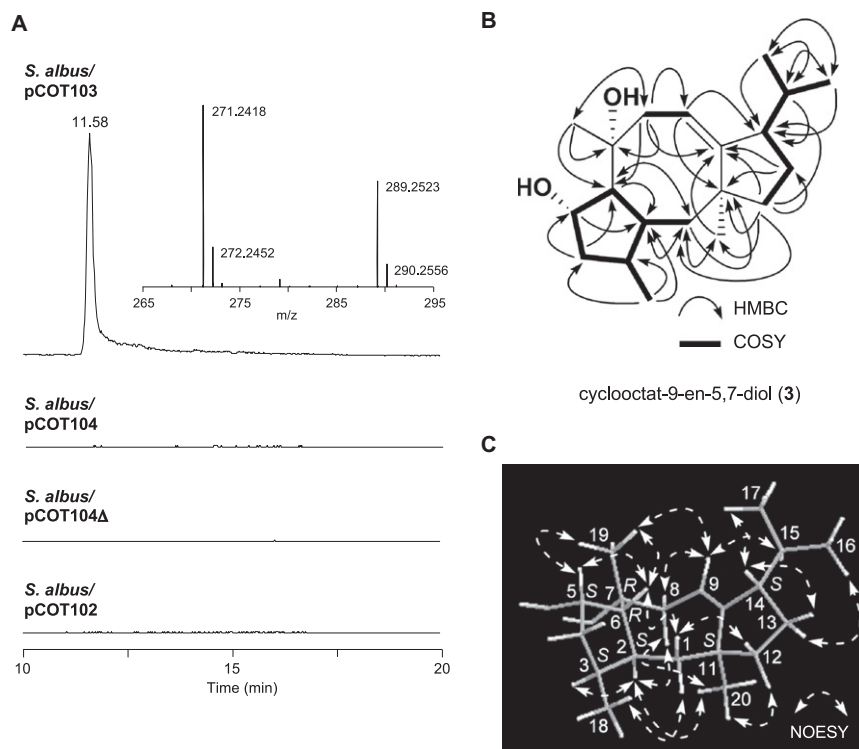 A
S. albus/
pCOT103
11.58
271.2418
289.2523
272.2452
290.2556
265 275 285 295
m/z
S. albus/
pCOT104
S. albus/
pCOT104Δ
S. albus/
pCOT102
10 15 20
Time (min)
B
OH
HO
HMBC
COSY
cyclooctat-9-en-5,7-diol (3)
C
17
19
15
16
9
5 S 7 R 8
S
14
6 R
13
3 S 2 S 1 S
11
12
20
18
NOESY